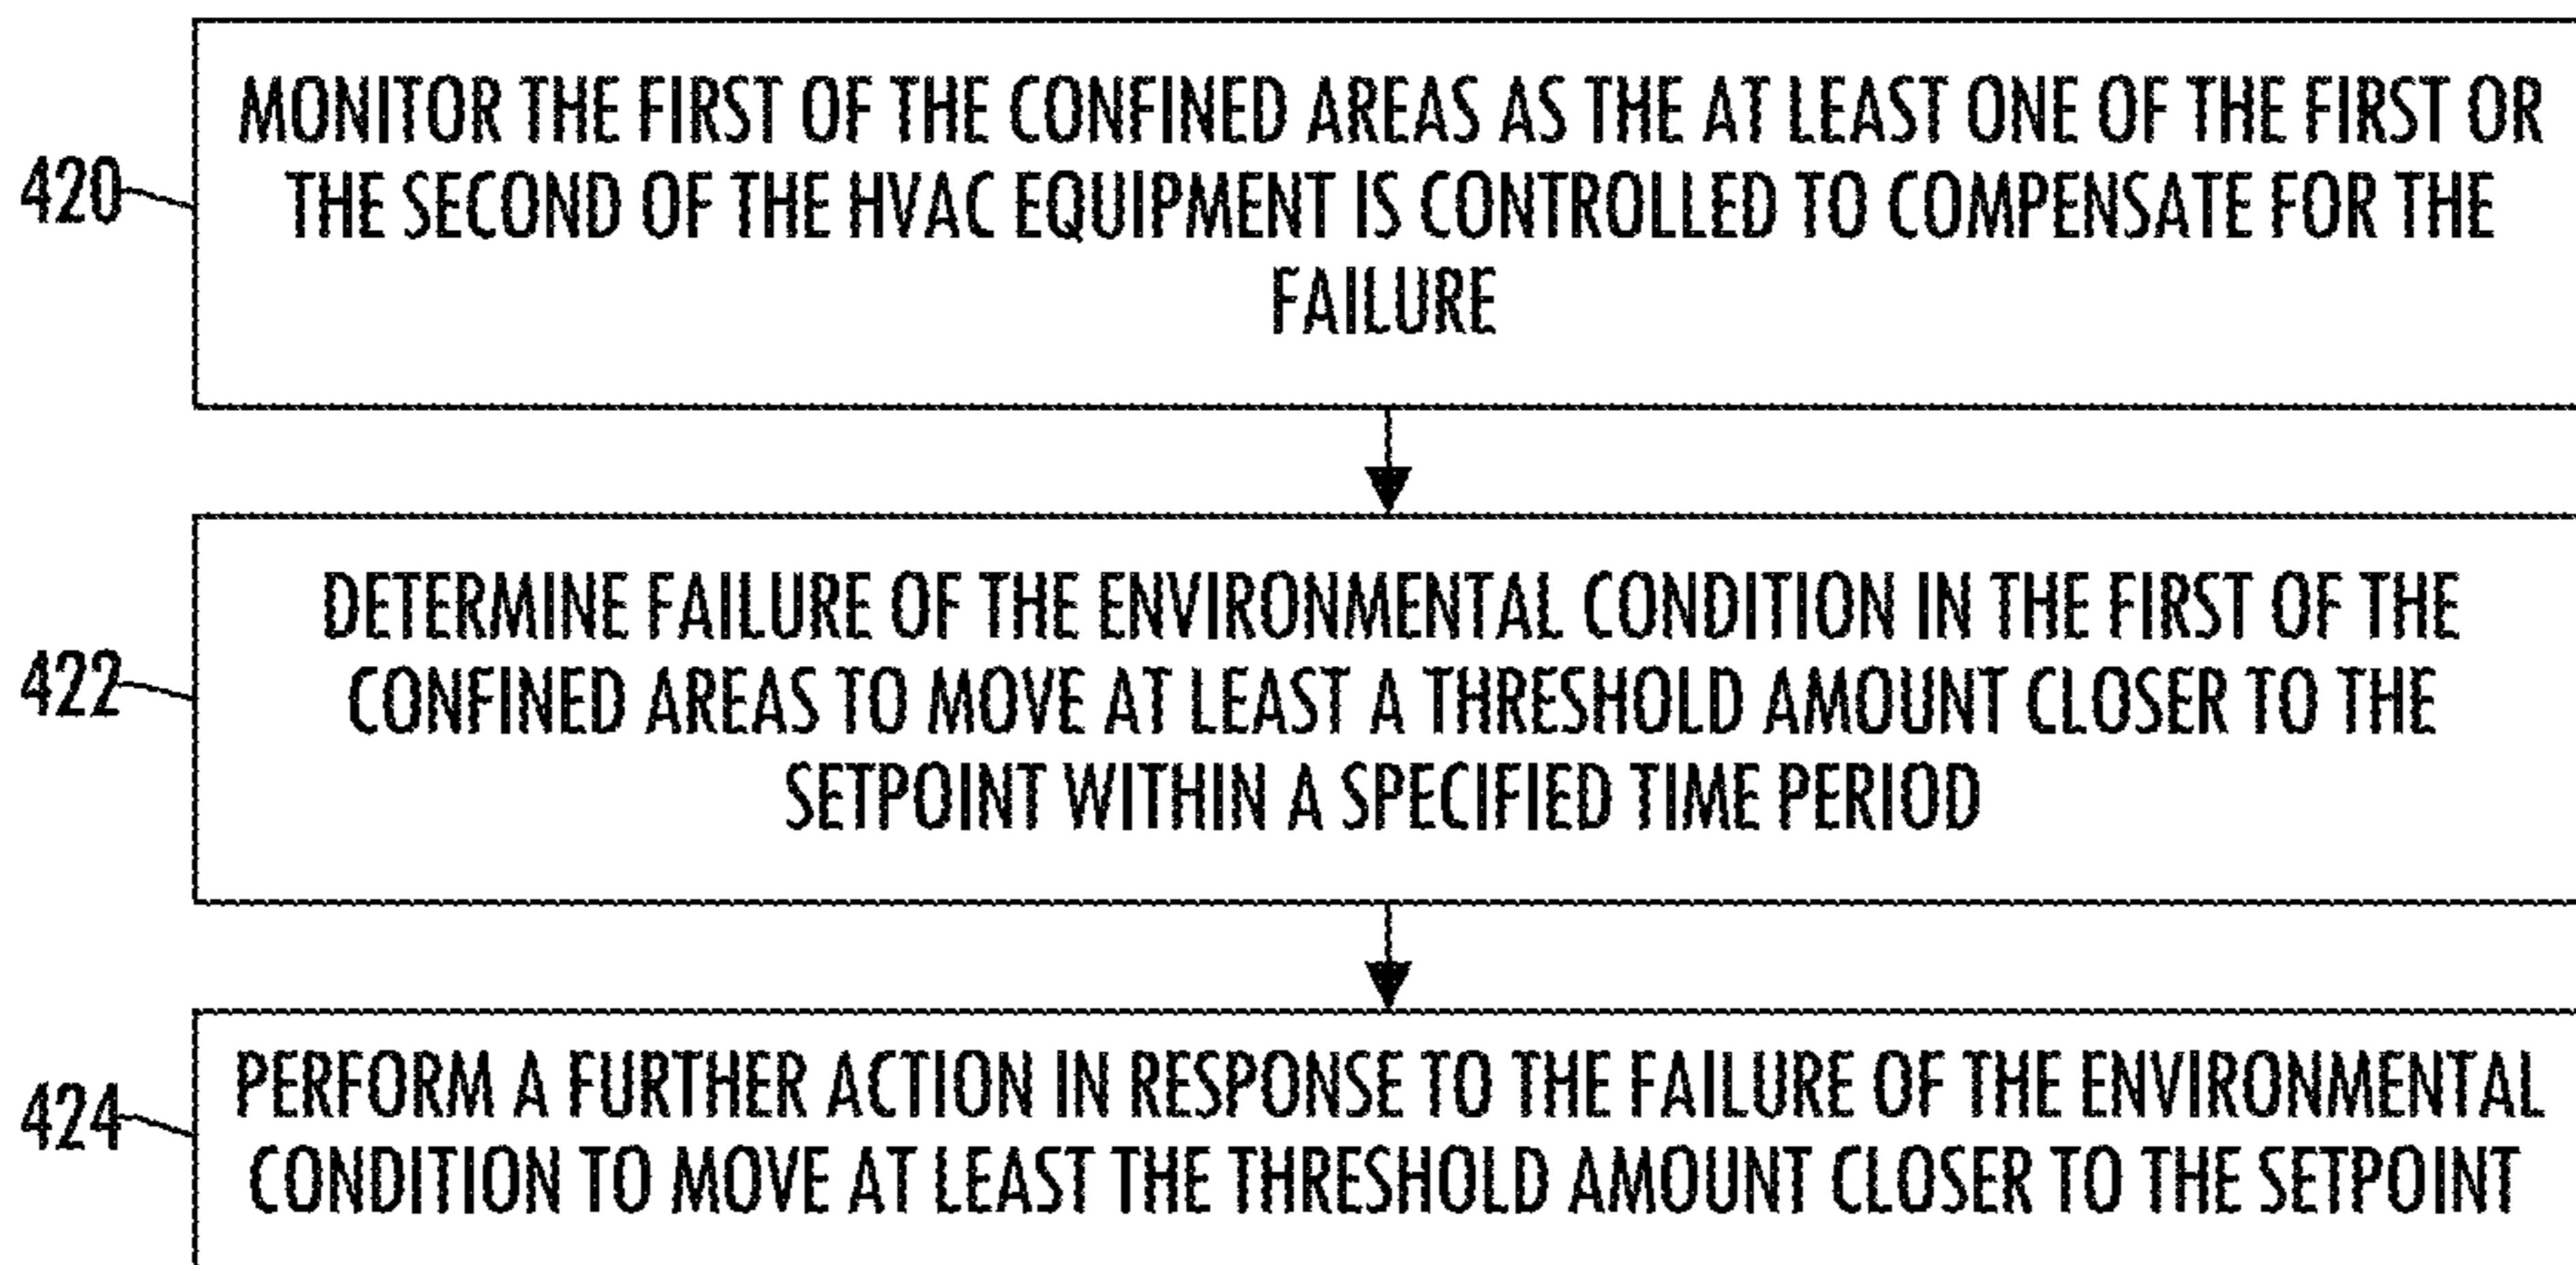 MONITOR THE FIRST OF THE CONFINED AREAS AS THE AT LEAST ONE OF THE FIRST OR
420
THE SECOND OF THE HVAC EQUIPMENT IS CONTROLLED TO COMPENSATE FOR THE
FAILURE
DETERMINE FAILURE OF THE ENVIRONMENTAL CONDITION IN THE FIRST OF THE
422
CONFINED AREAS TO MOVE AT LEAST A THRESHOLD AMOUNT CLOSER TO THE
SETPOINT WITHIN A SPECIFIED TIME PERIOD
PERFORM A FURTHER ACTION IN RESPONSE TO THE FAILURE OF THE ENVIRONMENTAL
424
CONDITION TO MOVE AT LEAST THE THRESHOLD AMOUNT CLOSER TO THE SETPOINT